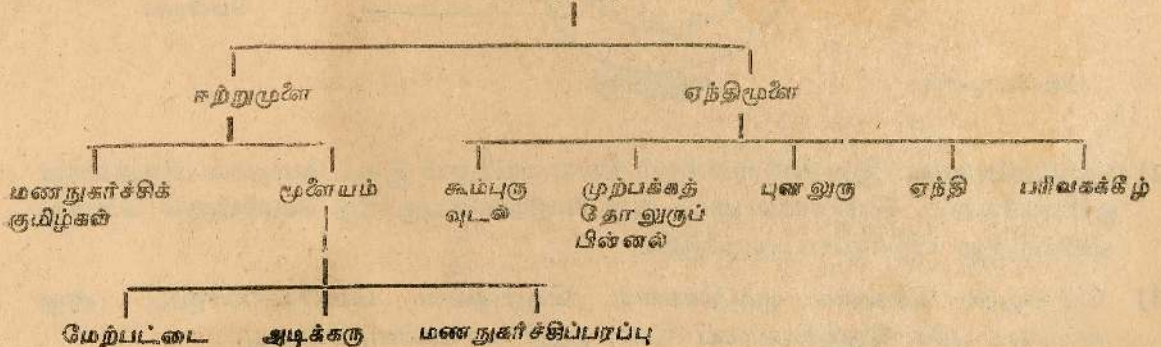 ஈற்றுமுளை ஏந்திமுளை
மணநுகர்ச்சிக் மூளையம் கூம்புரு முற்பக்கத் புணலுரு ஏந்தி பரிவகக்கீழ்
குமிழ்கள் வுடல் தோலுருப்
பின்னல்
மேற்பட்டை அடிக்கரு மணநுகர்ச்சிப்பரப்பு